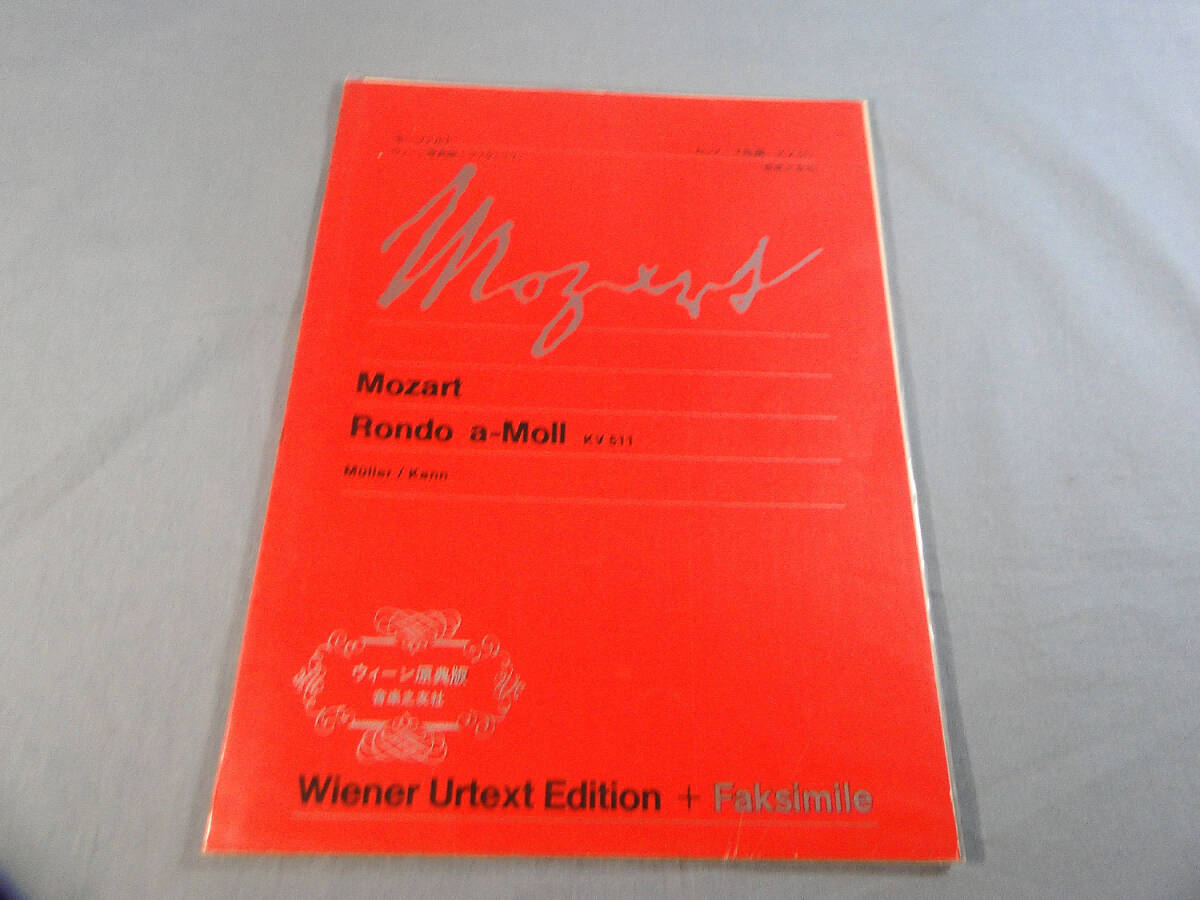 Mozart
Mozart
Rondo a-Moll KV 511
Müller / Kann
ウィーン原典版
音楽之友社
Wiener Urtext Edition + Faksimile